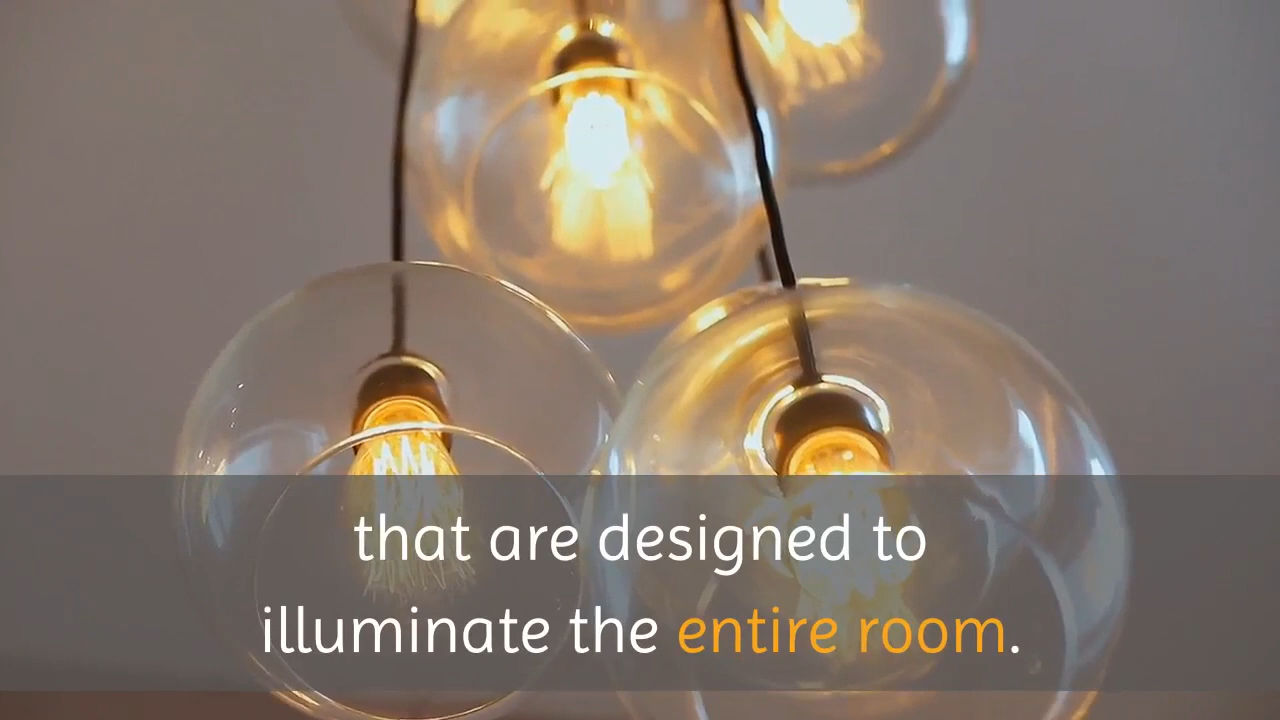 that are designed to
illuminate the entire room.